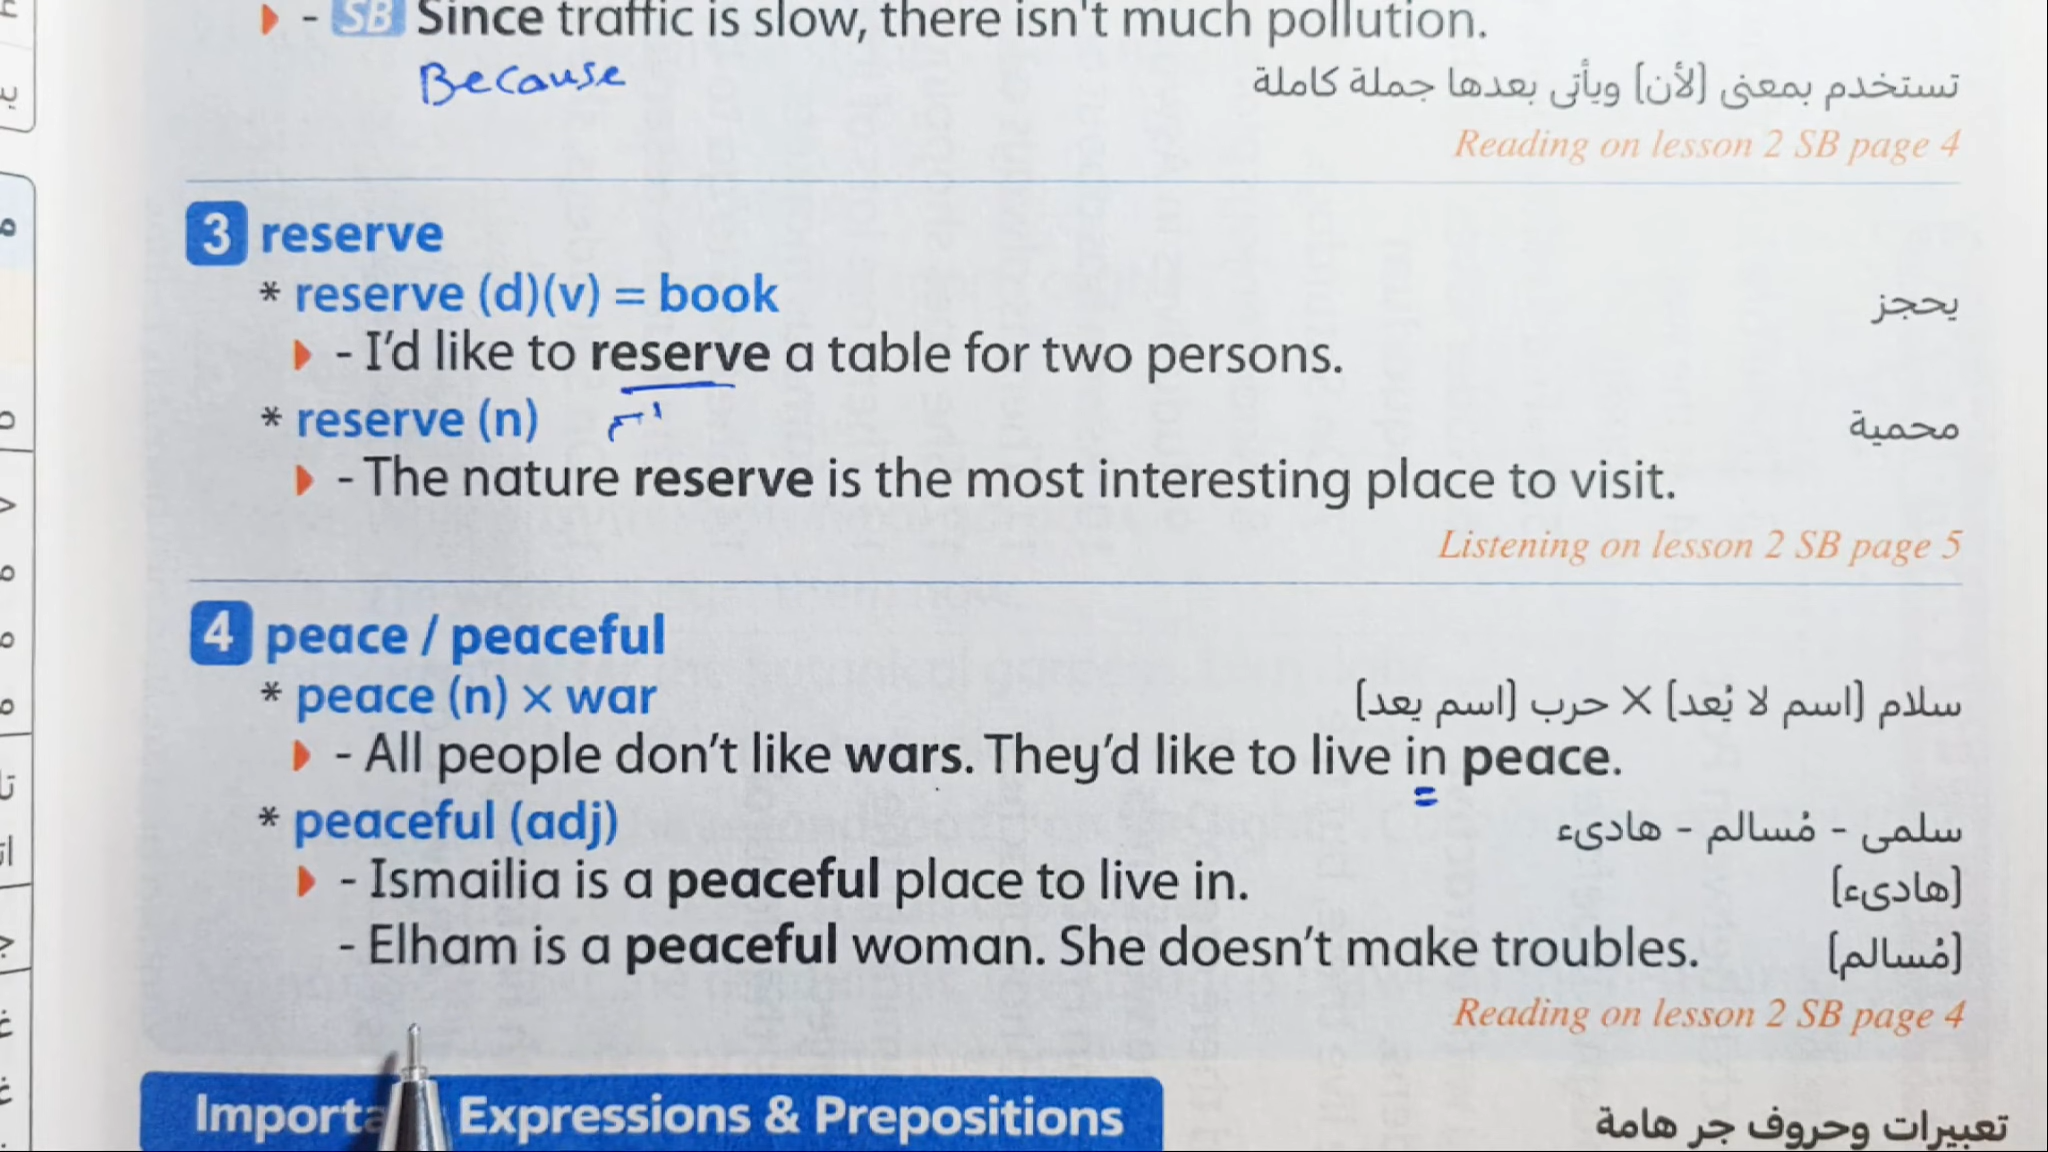 - SB Since traffic is slow, there isn't much pollution.
Because
تستخدم بمعنى [لأن] ويأتى بعدها جملة كاملة
Reading on lesson 2 SB page 4
3 reserve
* reserve (d)(v) = book يحجز
- I'd like to reserve a table for two persons.
* reserve (n) محمية
- The nature reserve is the most interesting place to visit.
Listening on lesson 2 SB page 5
4 peace / peaceful
* peace (n) × war سلام [اسم لا يُعد] × حرب [اسم يعد]
- All people don't like wars. They'd like to live in peace.
* peaceful (adj) سلمى - مُسالم - هادىء
- Ismailia is a peaceful place to live in. [هادىء]
- Elham is a peaceful woman. She doesn't make troubles. [مُسالم]
Reading on lesson 2 SB page 4
Importa Expressions & Prepositions تعبيرات وحروف جر هامة